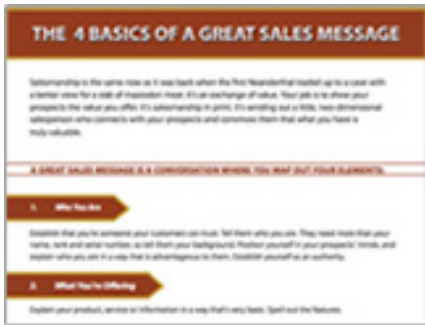 THE 4 BASICS OF A GREAT SALES MESSAGE
Salesmanship is the same now as it was back when the first Neanderthal traded up to a cave with
a better view for a slab of mastodon meat. It's an exchange of value. Your job is to show your
prospects the value you offer. It's salesmanship in print. It's sending out a little, two-dimensional
salesperson who connects with your prospects and convinces them that what you have is
truly valuable.
A GREAT SALES MESSAGE IS A CONVERSATION WHERE YOU MAP OUT FOUR ELEMENTS:
1. Who You Are
Establish that you're someone your customers can trust. Tell them who you are. They need more than your
name, rank and serial number, so tell them your background. Position yourself in your prospects' minds, and
explain who you are in a way that is advantageous to them. Establish yourself as an authority.
2. What You're Offering
Explain your product, service or information in a way that's very basic. Spell out the features.